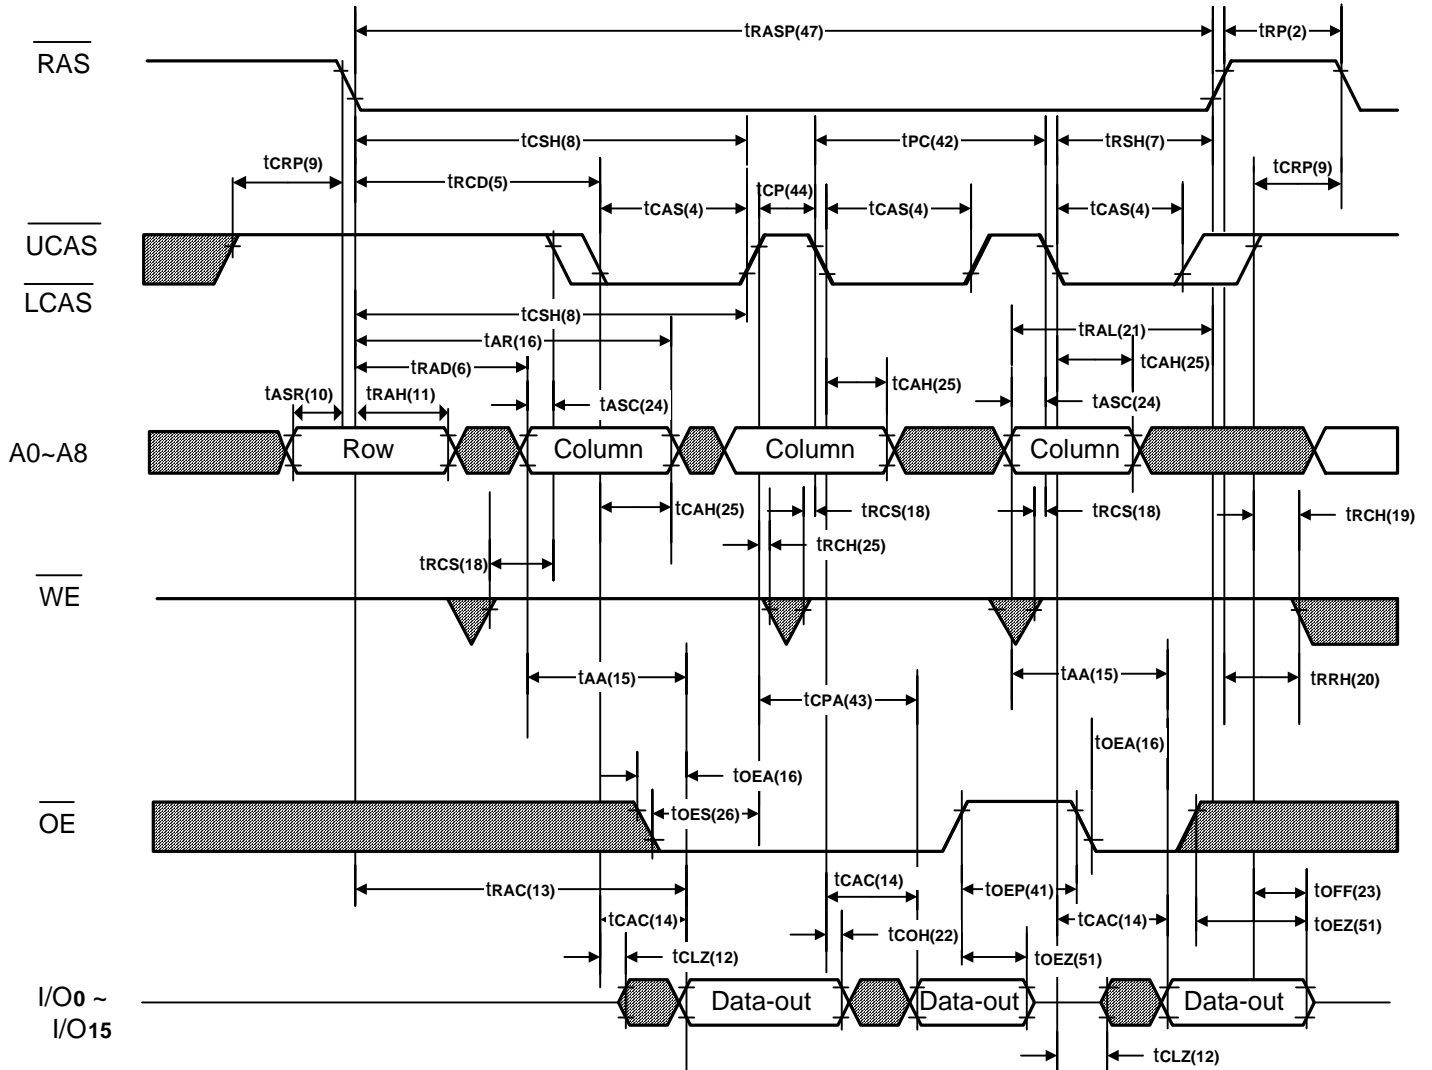 tRASP(47)
tRP(2)
RAS
tCSH(8)
tPC(42)
tRSH(7)
tCRP(9)
tRCD(5)
tCRP(9)
tCAS(4)
tCP(44)
tCAS(4)
tCAS(4)
UCAS
LCAS
tCSH(8)
tRAL(21)
tAR(16)
tRAD(6)
tCAH(25)
tCAH(25)
tASR(10)
tRAH(11)
tASC(24)
tASC(24)
A0~A8
Row
Column
Column
Column
tCAH(25)
tRCS(18)
tRCS(18)
tRCH(19)
tRCH(25)
tRCS(18)
WE
tAA(15)
tAA(15)
tRRH(20)
tCPA(43)
tOEA(16)
tOEA(16)
OE
tOES(26)
tRAC(13)
tCAC(14)
tOEP(41)
tOFF(23)
tCAC(14)
tCAC(14)
tOEZ(51)
tCOH(22)
tCLZ(12)
tOEZ(51)
I/O0 ~
I/O15
Data-out
Data-out
Data-out
tCLZ(12)